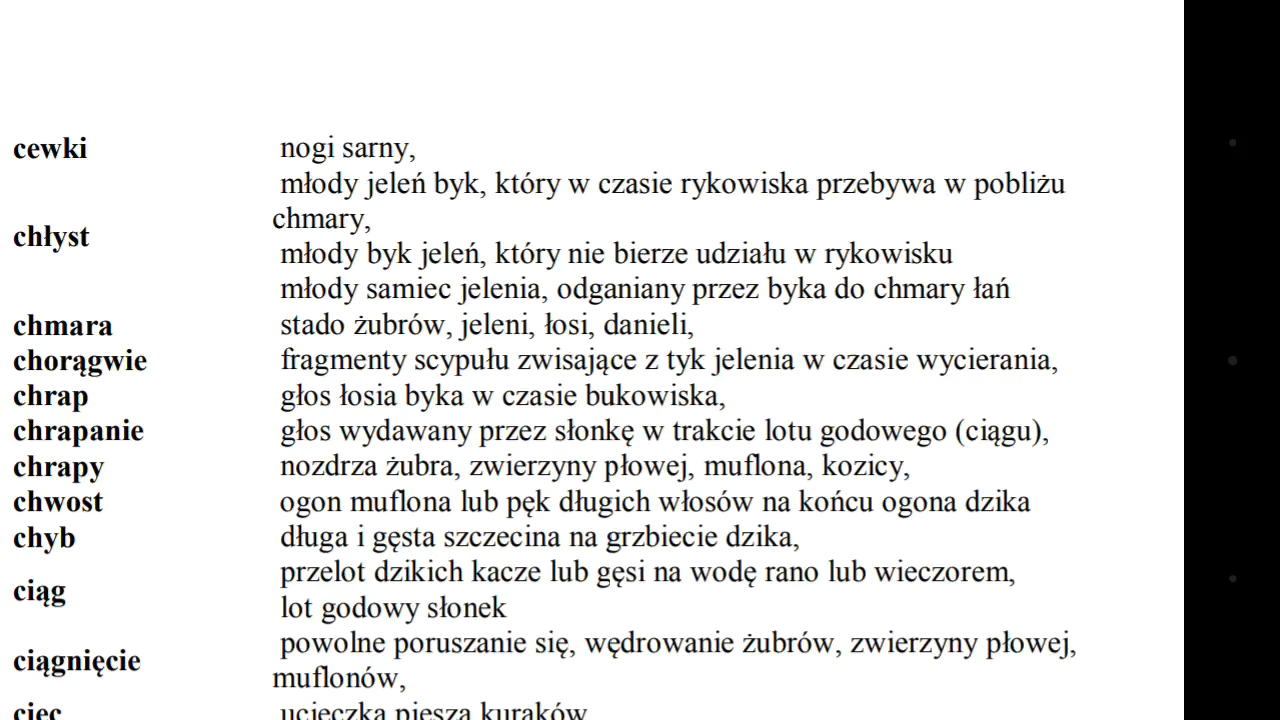 cewki nogi sarny,
młody jeleń byk, który w czasie rykowiska przebywa w pobliżu
chmary,
chłyst
młody byk jeleń, który nie bierze udziału w rykowisku
młody samiec jelenia, odganiany przez byka do chmary łań
chmara stado żubrów, jeleni, łosi, danieli,
chorągwie fragmenty scypułu zwisające z tyk jelenia w czasie wycierania,
chrap głos łosia byka w czasie bukowiska,
chrapanie głos wydawany przez słonkę w trakcie lotu godowego (ciągu),
chrapy nozdrza żubra, zwierzyny płowej, muflona, kozicy,
chwost ogon muflona lub pęk długich włosów na końcu ogona dzika
chyb długa i gęsta szczecina na grzbiecie dzika,
przelot dzikich kacze lub gęsi na wodę rano lub wieczorem,
ciąg
lot godowy słonek
powolne poruszanie się, wędrowanie żubrów, zwierzyny płowej,
ciągnięcie
muflonów,
ciec ucieczka piesza kuraków